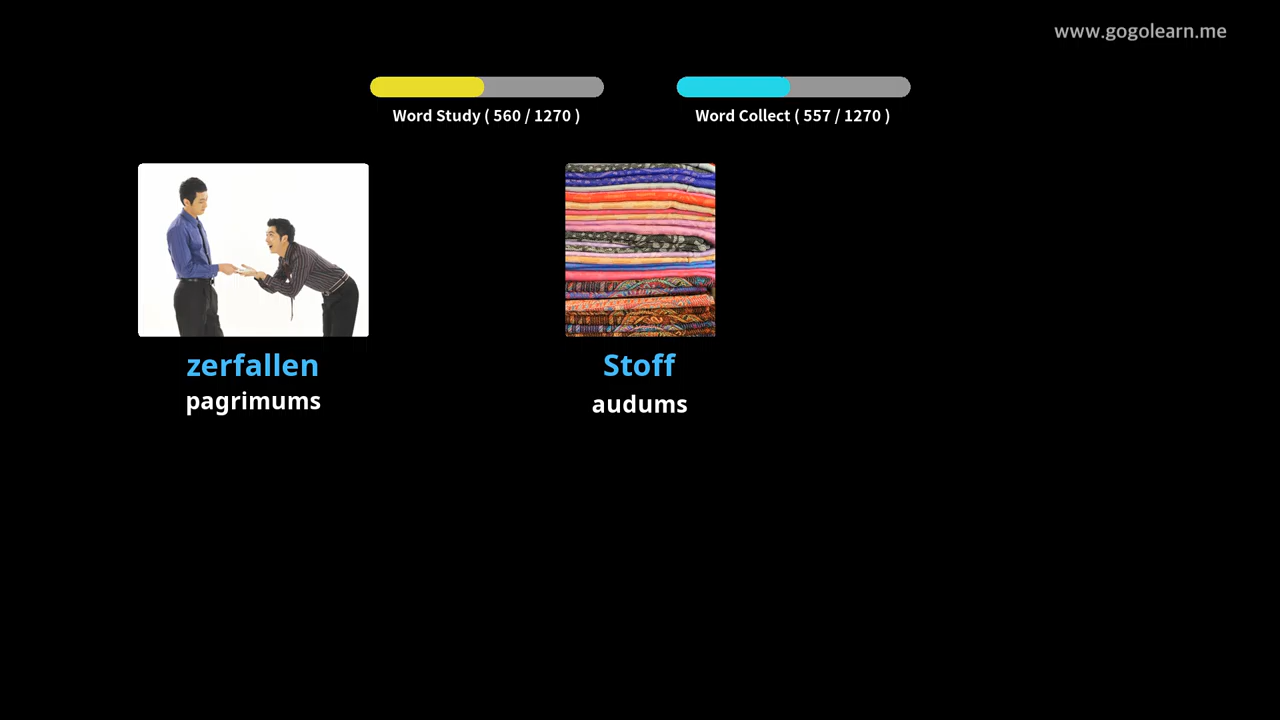 www.gogolearn.me
Word Study ( 560 / 1270 )
Word Collect ( 557 / 1270 )
zerfallen
pagrimums
Stoff
audums